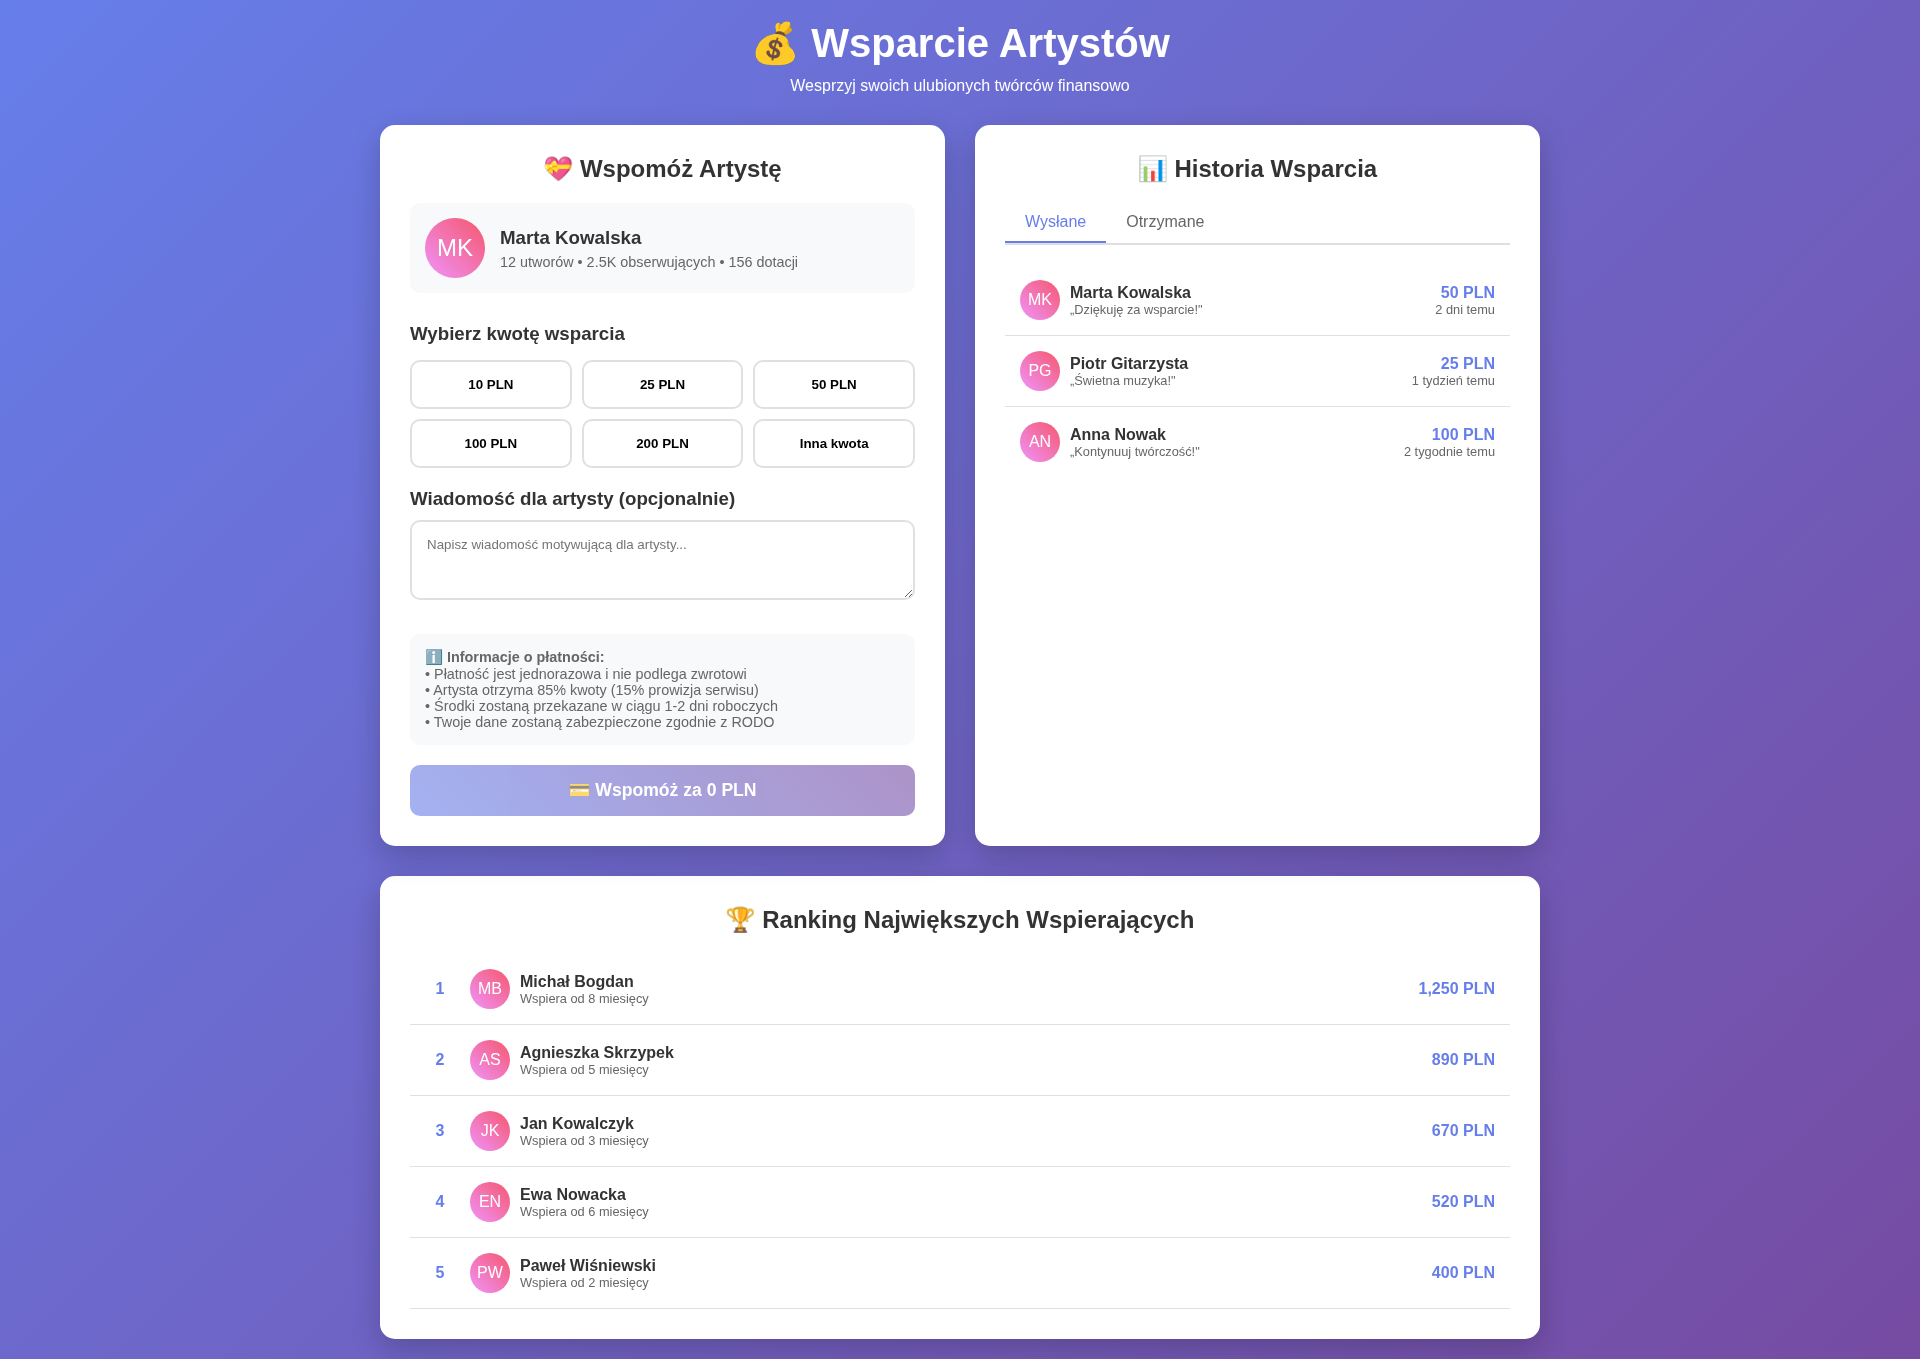 💰 Wsparcie Artystów
Wesprzyj swoich ulubionych twórców finansowo
💝 Wspomóż Artystę
MK
Marta Kowalska
12 utworów • 2.5K obserwujących • 156 dotacji
Wybierz kwotę wsparcia
10 PLN
25 PLN
50 PLN
100 PLN
200 PLN
Inna kwota
Wiadomość dla artysty (opcjonalnie)
Napisz wiadomość motywującą dla artysty...
ℹ️ Informacje o płatności:
• Płatność jest jednorazowa i nie podlega zwrotowi
• Artysta otrzyma 85% kwoty (15% prowizja serwisu)
• Środki zostaną przekazane w ciągu 1-2 dni roboczych
• Twoje dane zostaną zabezpieczone zgodnie z RODO
💳 Wspomóż za 0 PLN
📊 Historia Wsparcia
Wysłane
Otrzymane
MK
Marta Kowalska
„Dziękuję za wsparcie!"
50 PLN
2 dni temu
PG
Piotr Gitarzysta
„Świetna muzyka!"
25 PLN
1 tydzień temu
AN
Anna Nowak
„Kontynuuj twórczość!"
100 PLN
2 tygodnie temu
🏆 Ranking Największych Wspierających
1
MB
Michał Bogdan
Wspiera od 8 miesięcy
1,250 PLN
2
AS
Agnieszka Skrzypek
Wspiera od 5 miesięcy
890 PLN
3
JK
Jan Kowalczyk
Wspiera od 3 miesięcy
670 PLN
4
EN
Ewa Nowacka
Wspiera od 6 miesięcy
520 PLN
5
PW
Paweł Wiśniewski
Wspiera od 2 miesięcy
400 PLN